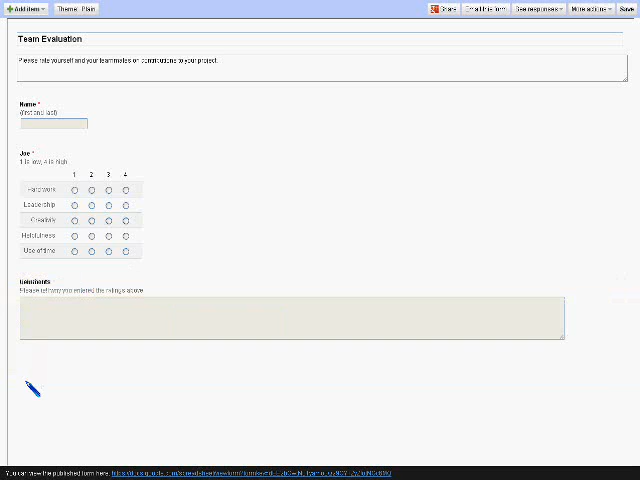 Add item
Theme: Plain
Share
Email this form
See responses
More actions
Save
Team Evaluation
Please rate yourself and your teammates on contributions to your project.
Name *
(first and last)
Joe *
1 is low, 4 is high
1 2 3 4
Hard work
Leadership
Creativity
Helpfulness
Use of time
Comments
Please tell why you entered the ratings above
You can view the published form here: